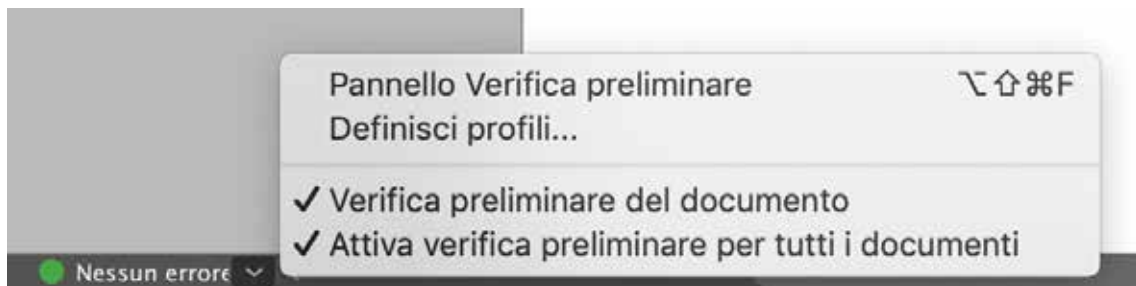 Pannello Verifica preliminare ⌥⇧⌘F
Definisci profili...
✓ Verifica preliminare del documento
✓ Attiva verifica preliminare per tutti i documenti
Nessun errore